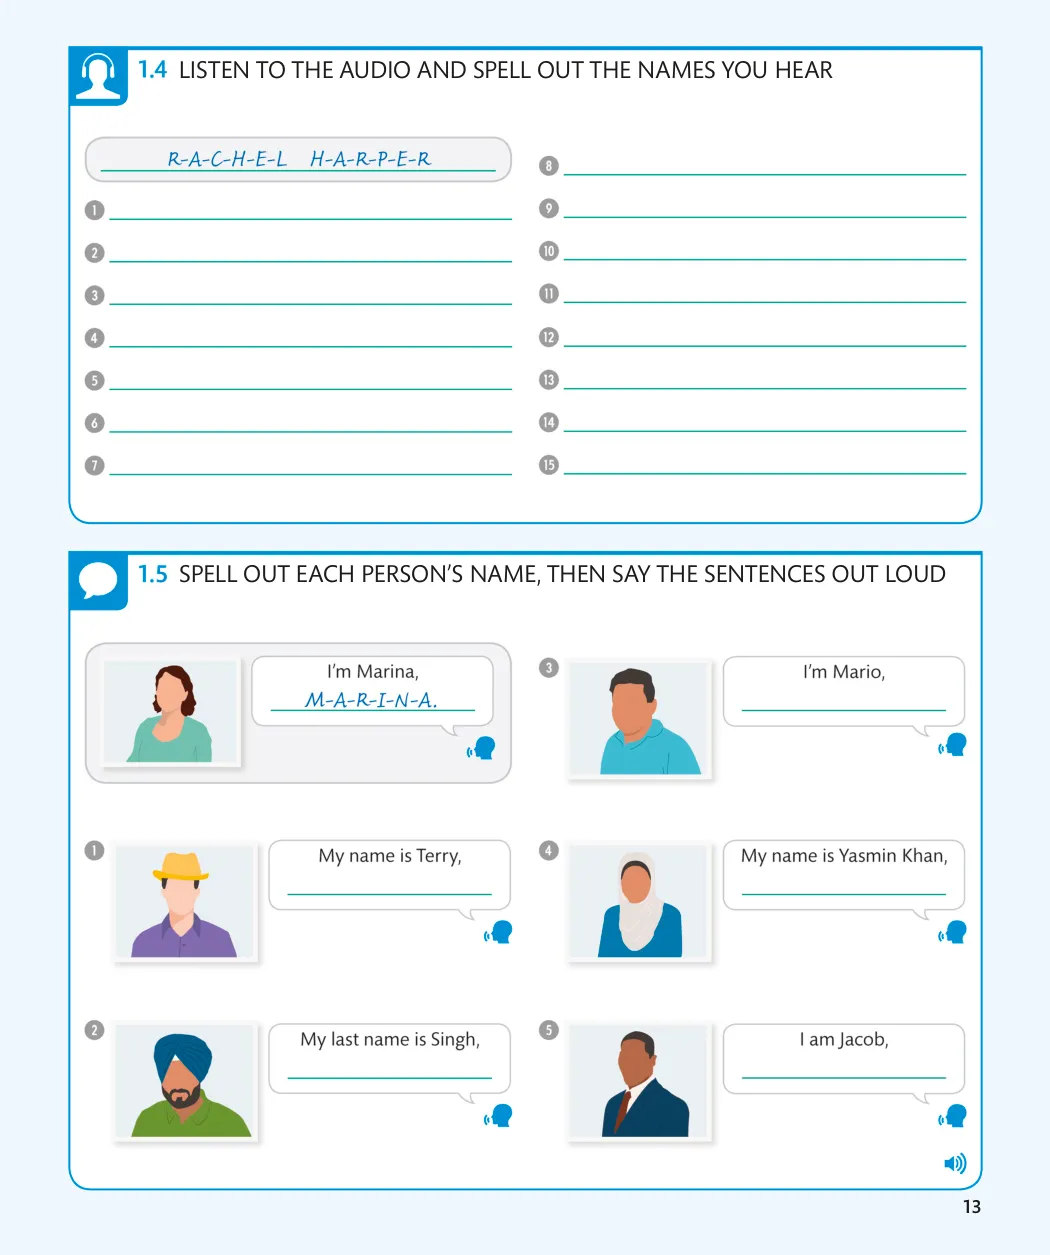 1.4 LISTEN TO THE AUDIO AND SPELL OUT THE NAMES YOU HEAR
R-A-C-H-E-L H-A-R-P-E-R
1
2
3
4
5
6
7
8
9
10
11
12
13
14
15
1.5 SPELL OUT EACH PERSON'S NAME, THEN SAY THE SENTENCES OUT LOUD
I'm Marina,
M-A-R-I-N-A.
1
My name is Terry,
2
My last name is Singh,
3
I'm Mario,
4
My name is Yasmin Khan,
5
I am Jacob,
13